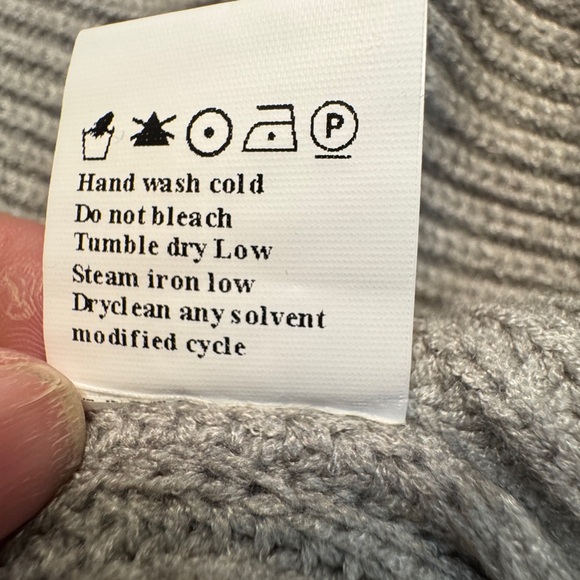 P
Hand wash cold
Do not bleach
Tumble dry Low
Steam iron low
Dryclean any solvent
modified cycle